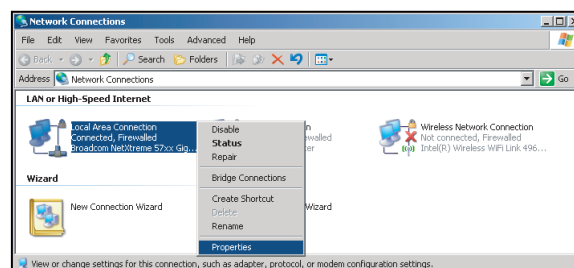 Network Connections
File Edit View Favorites Tools Advanced Help
Back Search Folders
Address Network Connections Go
LAN or High-Speed Internet
Local Area Connection
Connected, Firewalled
Broadcom NetXtreme 57xx Gig...
Disable
Status
Repair
Bridge Connections
Create Shortcut
Delete
Rename
Properties
Wireless Network Connection
Not connected, Firewalled
Intel(R) Wireless WiFi Link 496...
Wizard
New Connection Wizard
Wizard
View or change settings for this connection, such as adapter, protocol, or modem configuration settings.